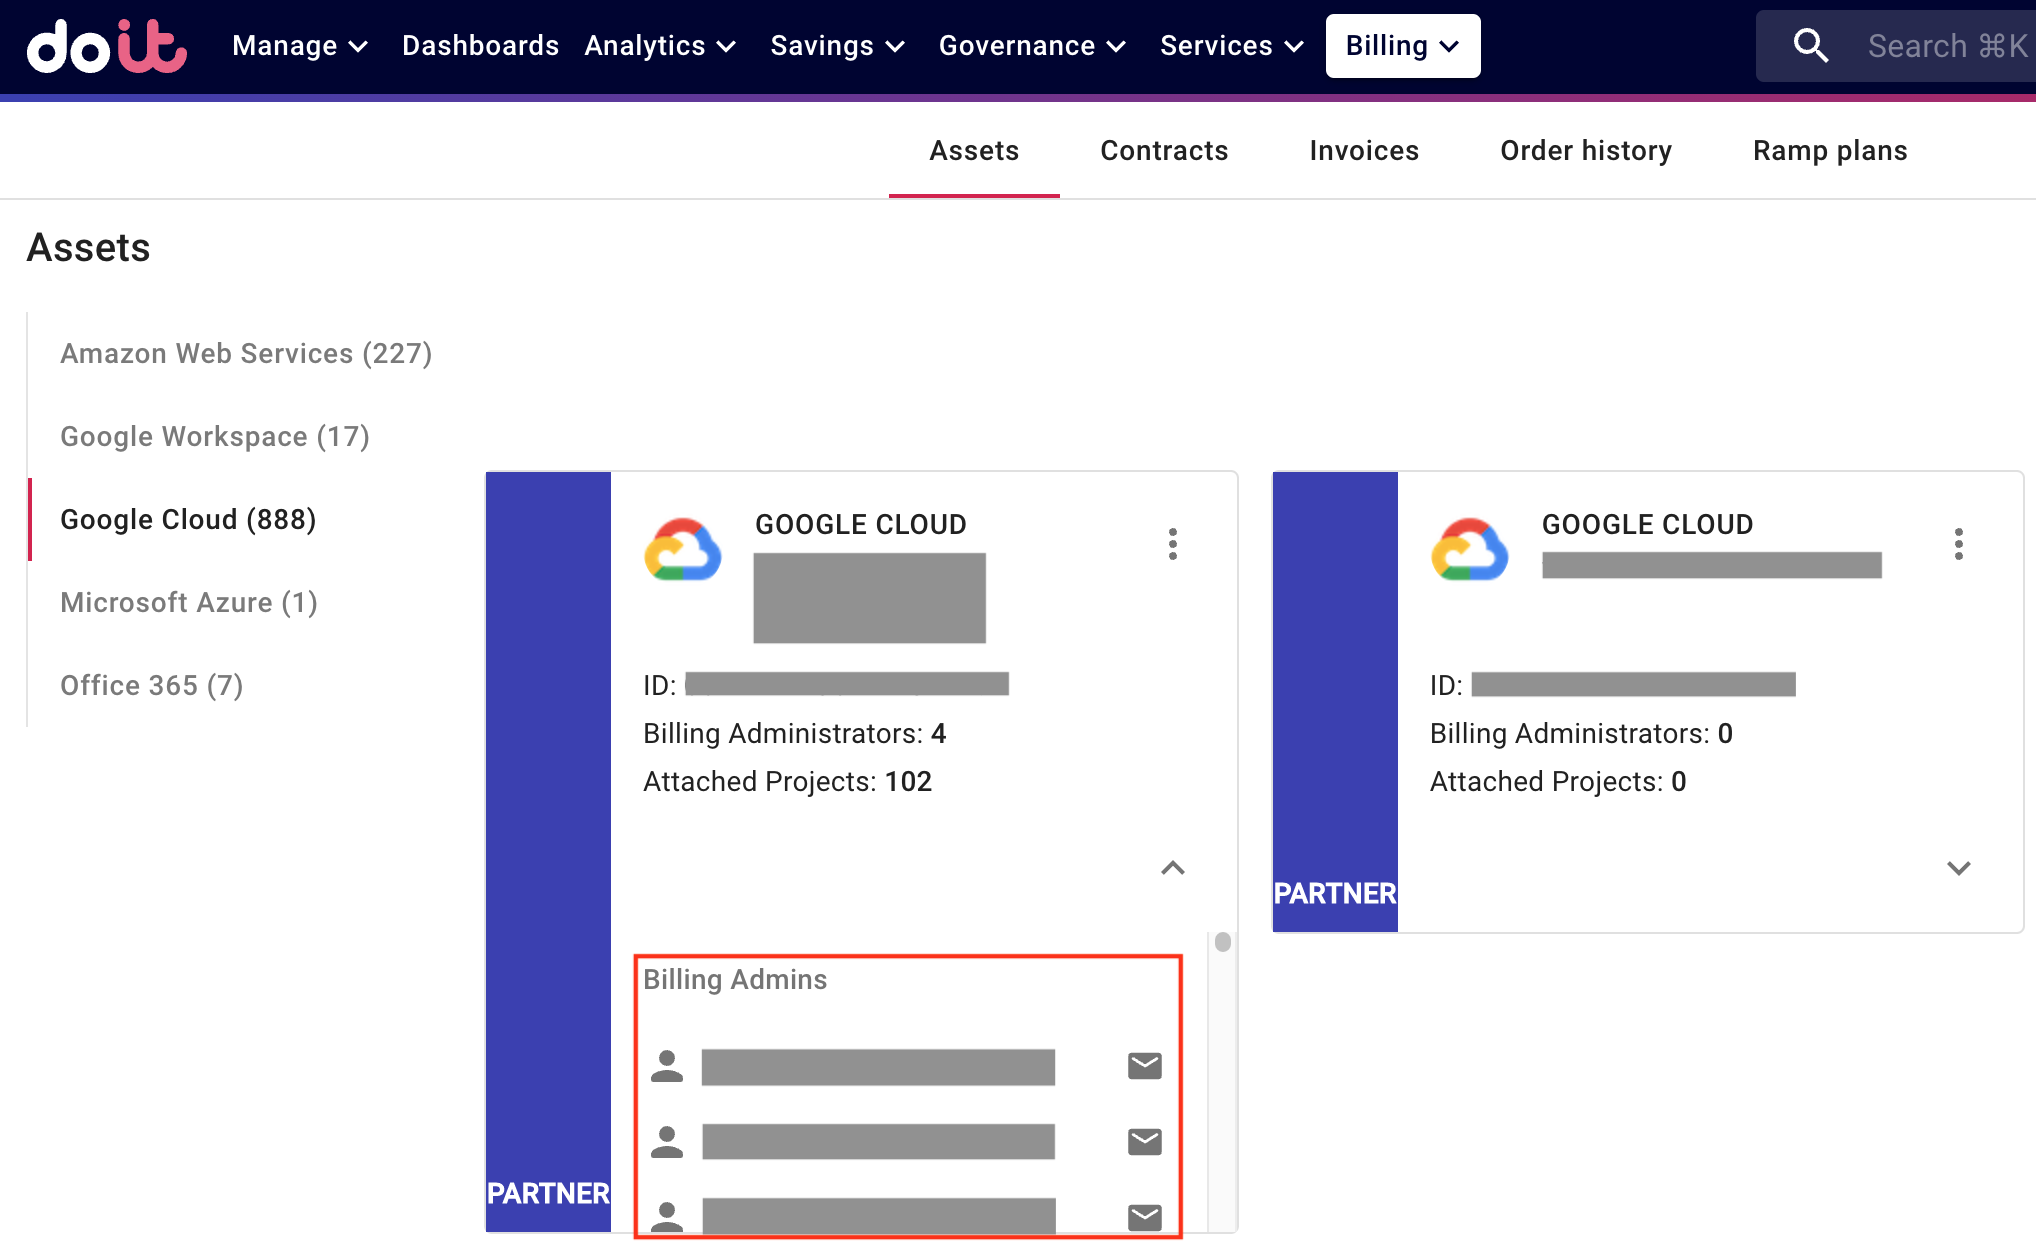 doit Manage Dashboards Analytics Savings Governance Services Billing Search ⌘K
Assets Contracts Invoices Order history Ramp plans
Assets
Amazon Web Services (227)
Google Workspace (17)
Google Cloud (888)
Microsoft Azure (1)
Office 365 (7)
GOOGLE CLOUD
ID:
Billing Administrators: 4
Attached Projects: 102
Billing Admins
PARTNER
GOOGLE CLOUD
ID:
Billing Administrators: 0
Attached Projects: 0
PARTNER